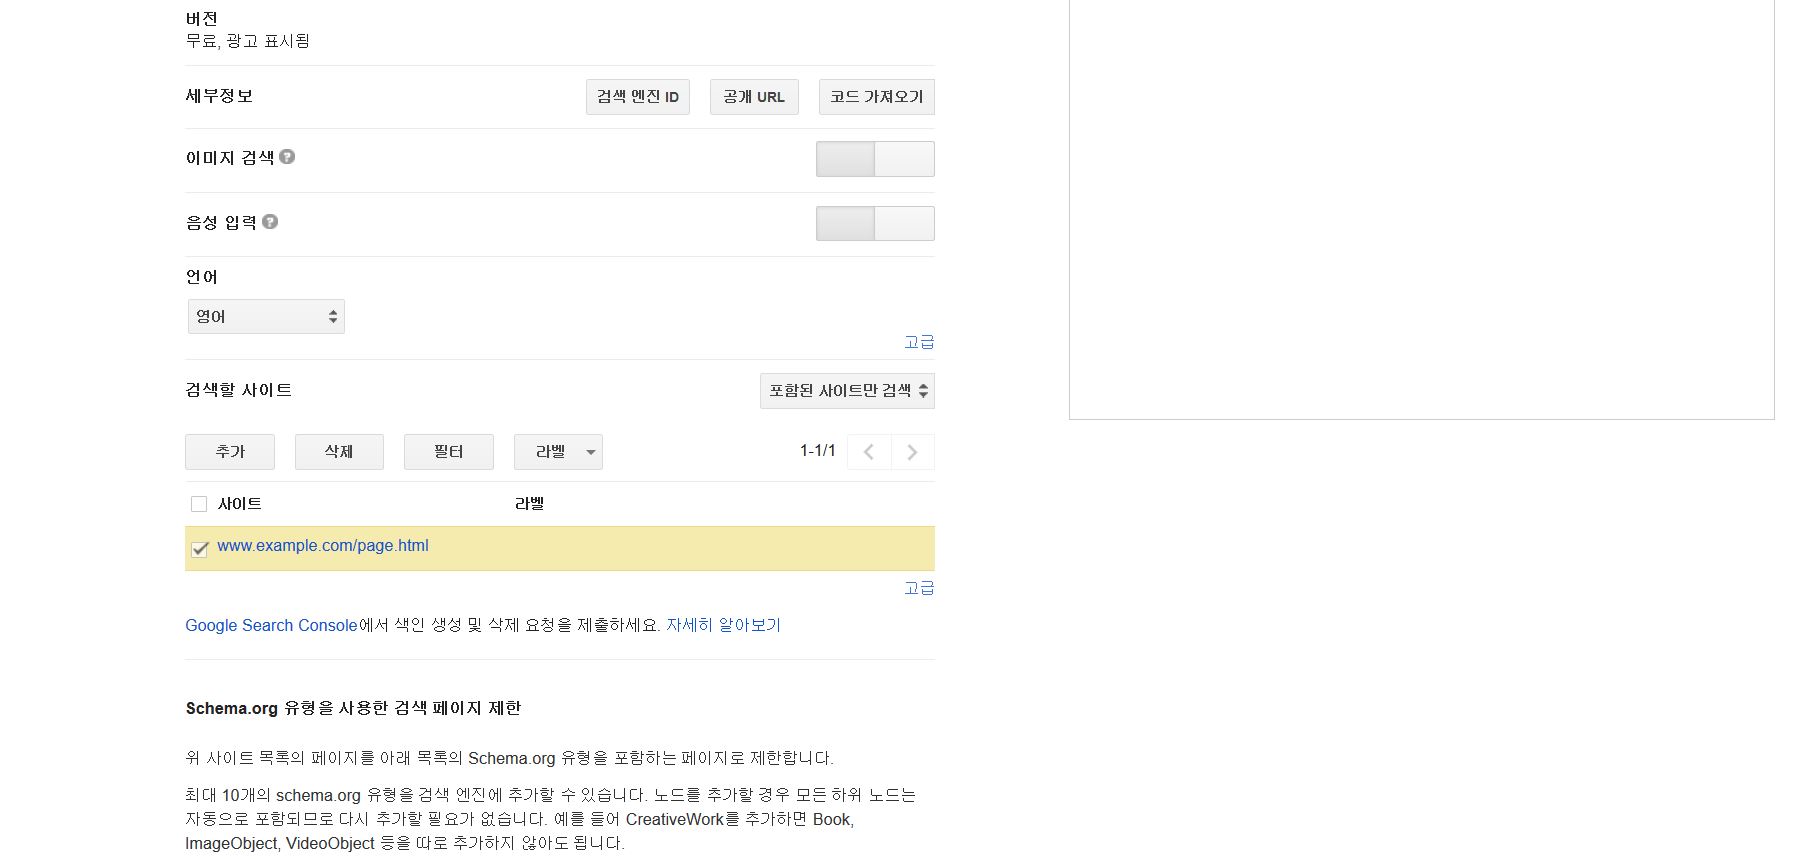 버전
무료, 광고 표시됨
세부정보
검색 엔진 ID
공개 URL
코드 가져오기
이미지 검색 ?
음성 입력 ?
언어
영어
고급
검색할 사이트
포함된 사이트만 검색
추가
삭제
필터
라벨
1-1/1
사이트
라벨
www.example.com/page.html
고급
Google Search Console에서 색인 생성 및 삭제 요청을 제출하세요. 자세히 알아보기
Schema.org 유형을 사용한 검색 페이지 제한
위 사이트 목록의 페이지를 아래 목록의 Schema.org 유형을 포함하는 페이지로 제한합니다.
최대 10개의 schema.org 유형을 검색 엔진에 추가할 수 있습니다. 노드를 추가할 경우 모든 하위 노드는
자동으로 포함되므로 다시 추가할 필요가 없습니다. 예를 들어 CreativeWork를 추가하면 Book,
ImageObject, VideoObject 등을 따로 추가하지 않아도 됩니다.